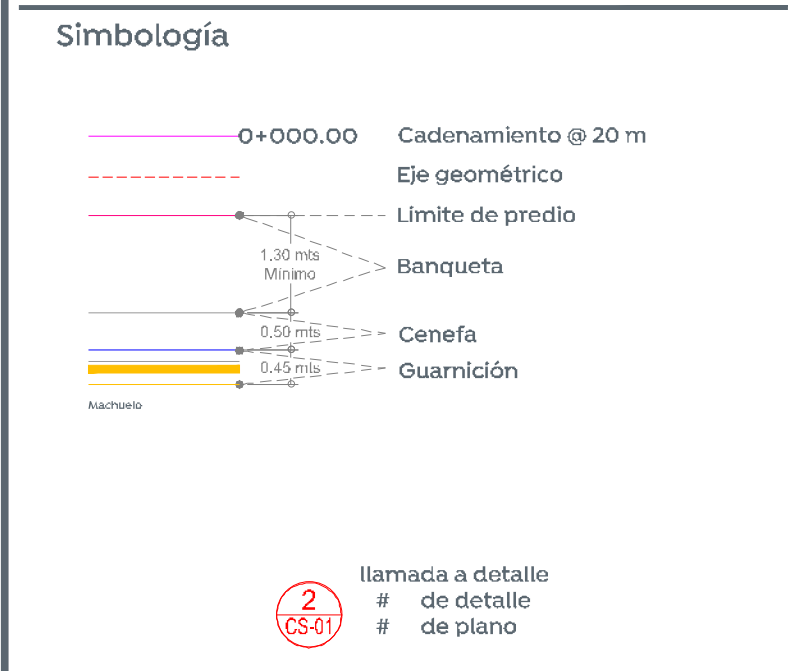 Simbología
0+000.00 Cadenamiento @ 20 m
Eje geométrico
Límite de predio
1.30 mts
Mínimo
Banqueta
0.50 mts
Cenefa
0.45 mts
Guarnición
Machuelo
llamada a detalle
2 # de detalle
CS-01 # de plano